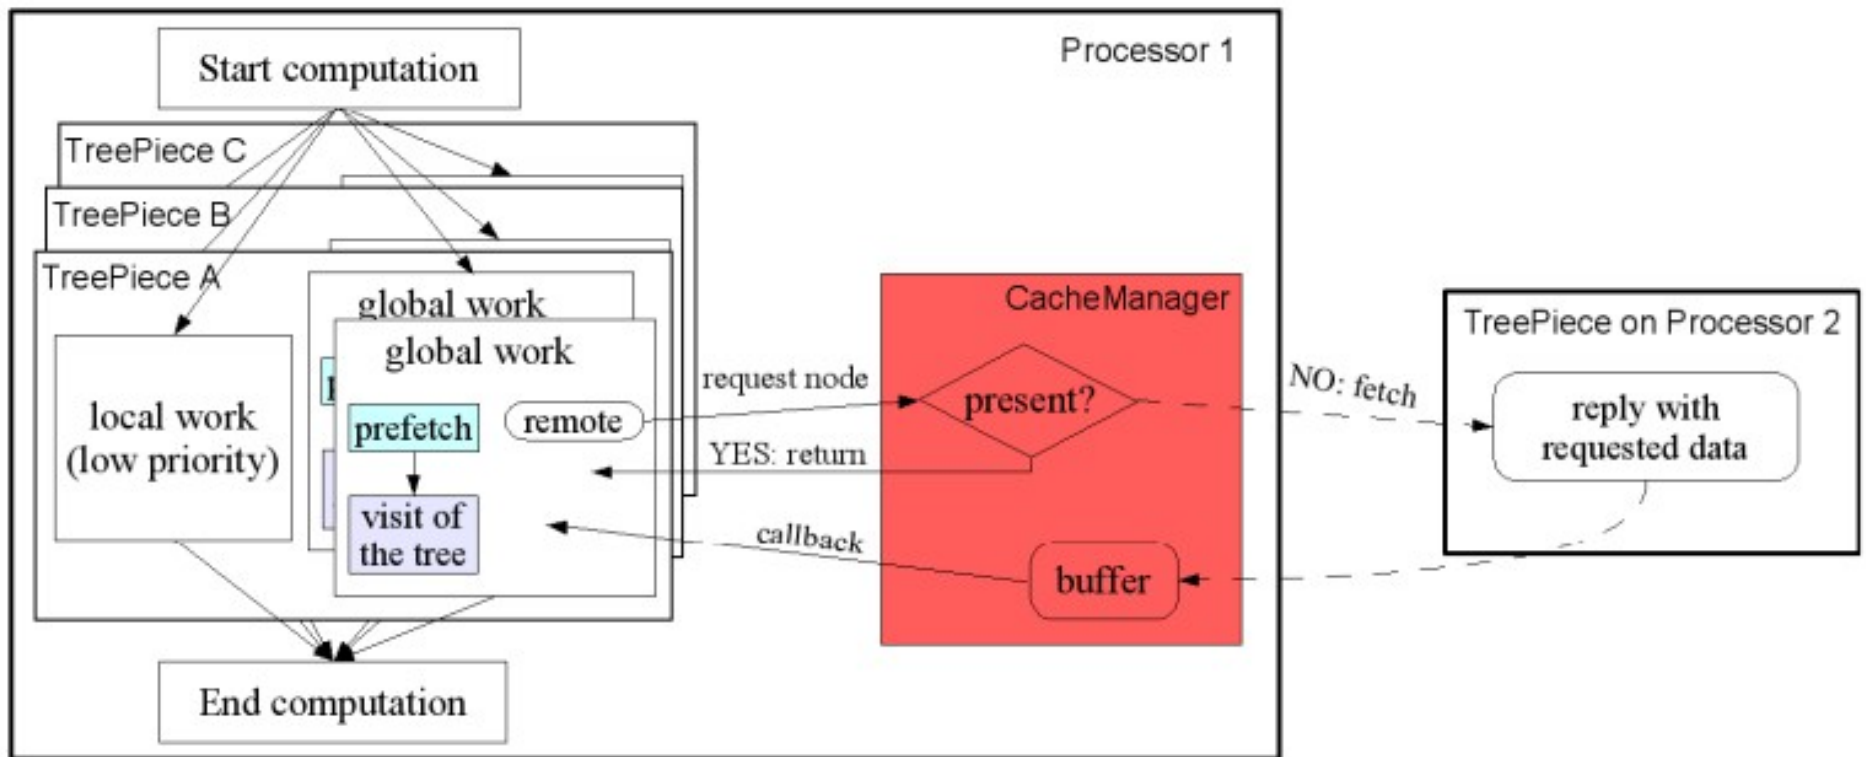 Processor 1
Start computation
TreePiece C
TreePiece B
TreePiece A
global work
global work
local work
(low priority)
prefetch
remote
visit of
the tree
request node
YES: return
callback
CacheManager
present?
buffer
NO: fetch
TreePiece on Processor 2
reply with
requested data
End computation